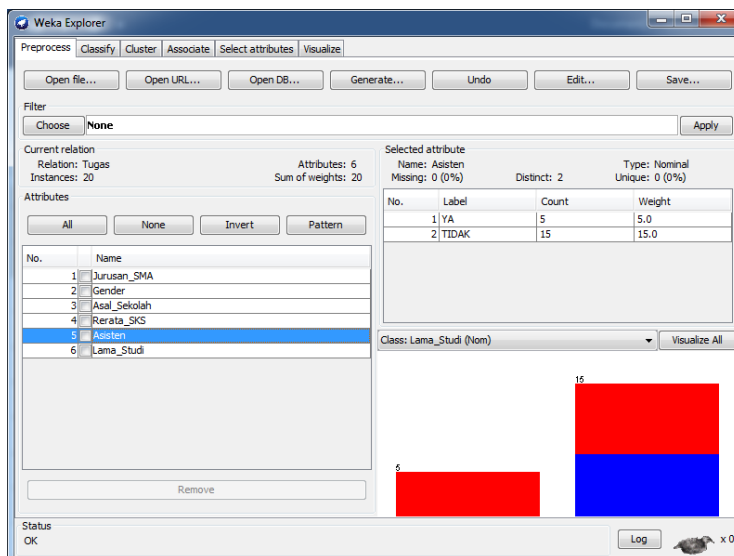 Weka Explorer
Preprocess Classify Cluster Associate Select attributes Visualize
Open file... Open URL... Open DB... Generate... Undo Edit... Save...
Filter
Choose None Apply
Current relation
Relation: Tugas Attributes: 6
Instances: 20 Sum of weights: 20
Attributes
All None Invert Pattern
No. Name
1 Jurusan_SMA
2 Gender
3 Asal_Sekolah
4 Rerata_SKS
5 Asisten
6 Lama_Studi
Remove
Selected attribute
Name: Asisten Type: Nominal
Missing: 0 (0%) Distinct: 2 Unique: 0 (0%)
No. Label Count Weight
1 YA 5 5.0
2 TIDAK 15 15.0
Class: Lama_Studi (Nom) Visualize All
15
5
Status
OK
Log x 0